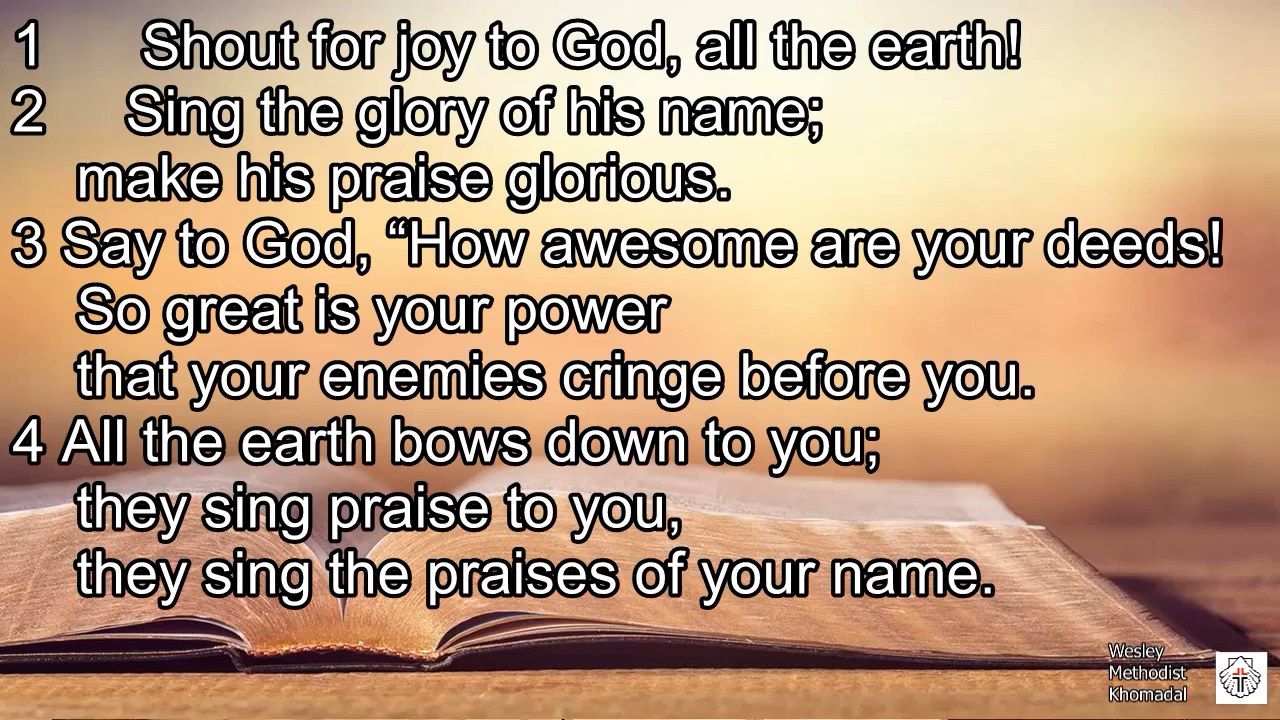 1 Shout for joy to God, all the earth!
2 Sing the glory of his name;
make his praise glorious.
3 Say to God, “How awesome are your deeds!
So great is your power
that your enemies cringe before you.
4 All the earth bows down to you;
they sing praise to you,
they sing the praises of your name.
Wesley
Methodist
Khomadal